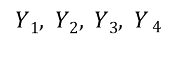 Y₁, Y₂, Y₃, Y₄